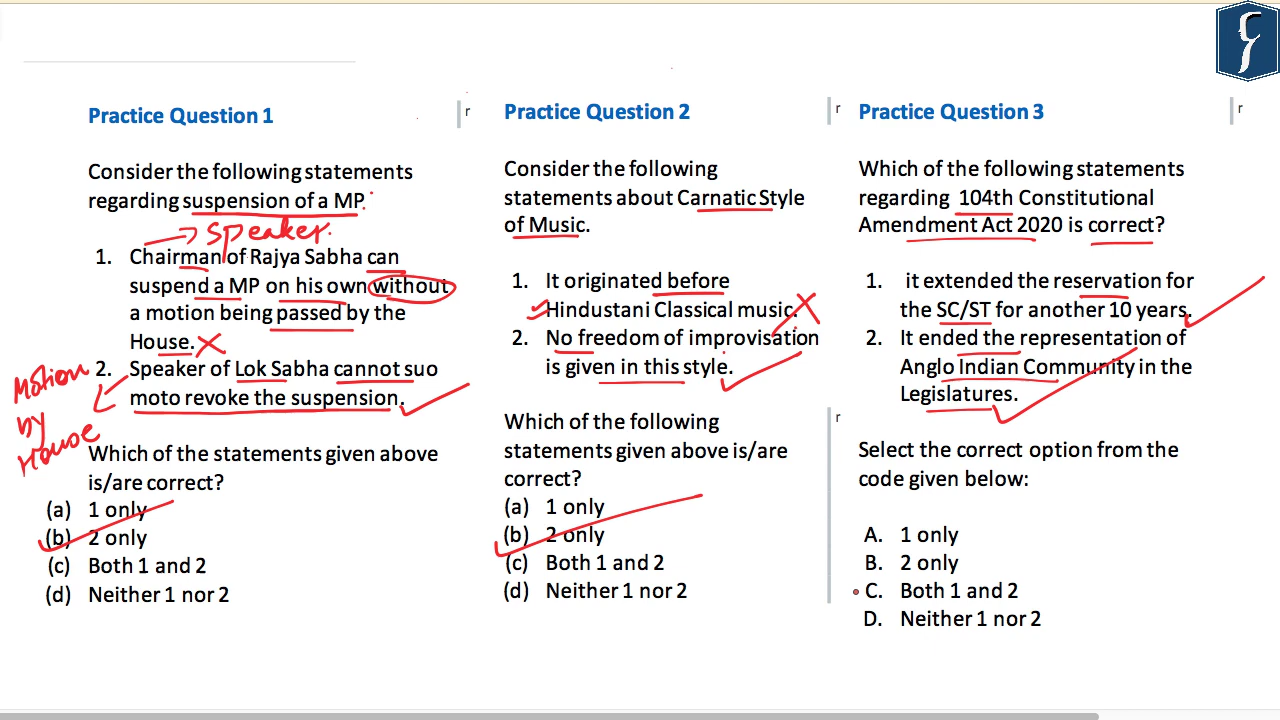 Practice Question 1
r
Consider the following statements
regarding suspension of a MP.
speaker.
1. Chairman of Rajya Sabha can
suspend a MP on his own without
a motion being passed by the
House.
2. Speaker of Lok Sabha cannot suo
moto revoke the suspension.
Motion
by
House
Which of the statements given above
is/are correct?
(a) 1 only
(b) 2 only
(c) Both 1 and 2
(d) Neither 1 nor 2
Practice Question 2
r
Consider the following
statements about Carnatic Style
of Music.
1. It originated before
Hindustani Classical music.
2. No freedom of improvisation
is given in this style.
Which of the following
statements given above is/are
correct?
(a) 1 only
(b) 2 only
(c) Both 1 and 2
(d) Neither 1 nor 2
r
Practice Question 3
r
Which of the following statements
regarding 104th Constitutional
Amendment Act 2020 is correct?
1. it extended the reservation for
the SC/ST for another 10 years.
2. It ended the representation of
Anglo Indian Community in the
Legislatures.
Select the correct option from the
code given below:
A. 1 only
B. 2 only
C. Both 1 and 2
D. Neither 1 nor 2